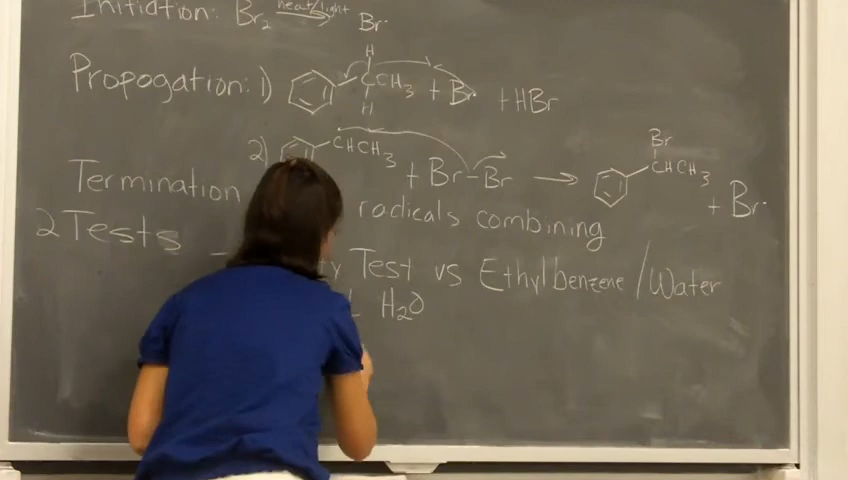 Initiation: Br2 heat/light Br·
Propogation: 1) H C CH3 H + Br· + HBr
2) CHCH3 + Br-Br → Br CHCH3 + Br·
Termination radicals combining
2 Tests - Test vs Ethylbenzene/Water
H2O